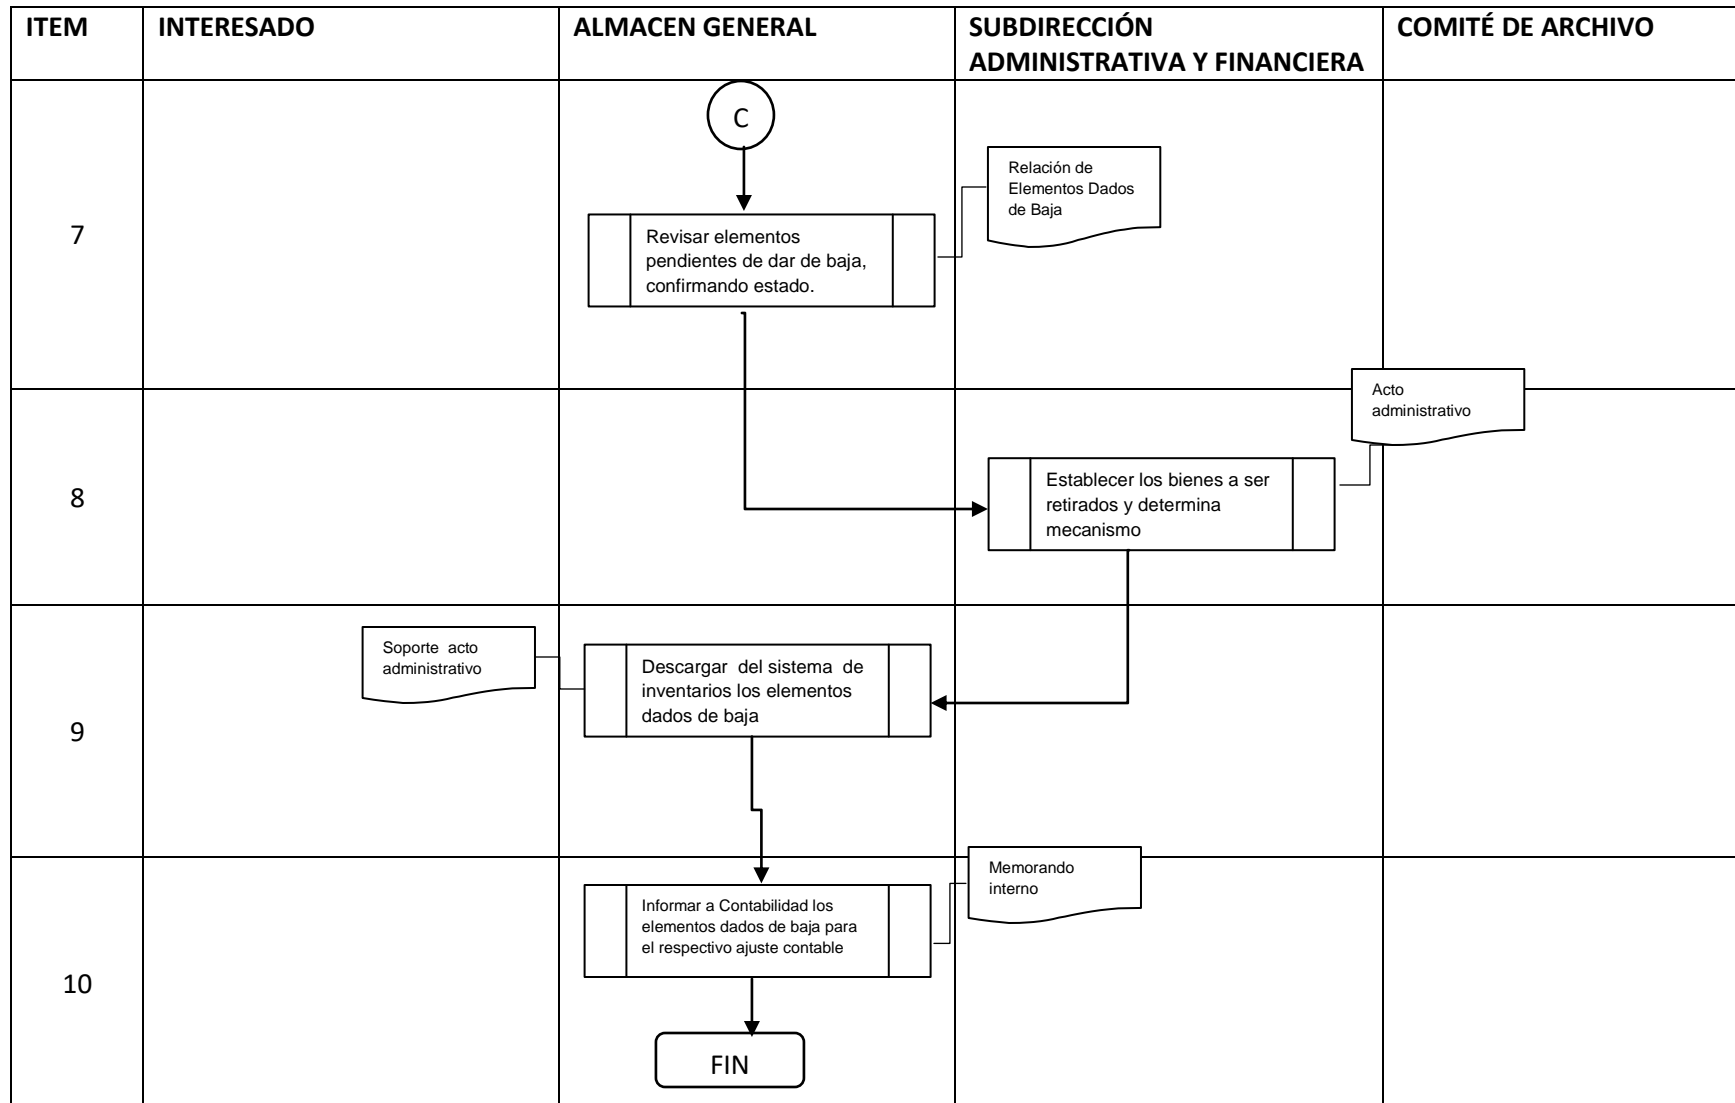 ITEM
INTERESADO
ALMACEN GENERAL
SUBDIRECCIÓN
ADMINISTRATIVA Y FINANCIERA
COMITÉ DE ARCHIVO
C
7
Revisar elementos
pendientes de dar de baja,
confirmando estado.
Relación de
Elementos Dados
de Baja
8
Establecer los bienes a ser
retirados y determina
mecanismo
Acto
administrativo
9
Soporte acto
administrativo
Descargar del sistema de
inventarios los elementos
dados de baja
10
Informar a Contabilidad los
elementos dados de baja para
el respectivo ajuste contable
Memorando
interno
FIN